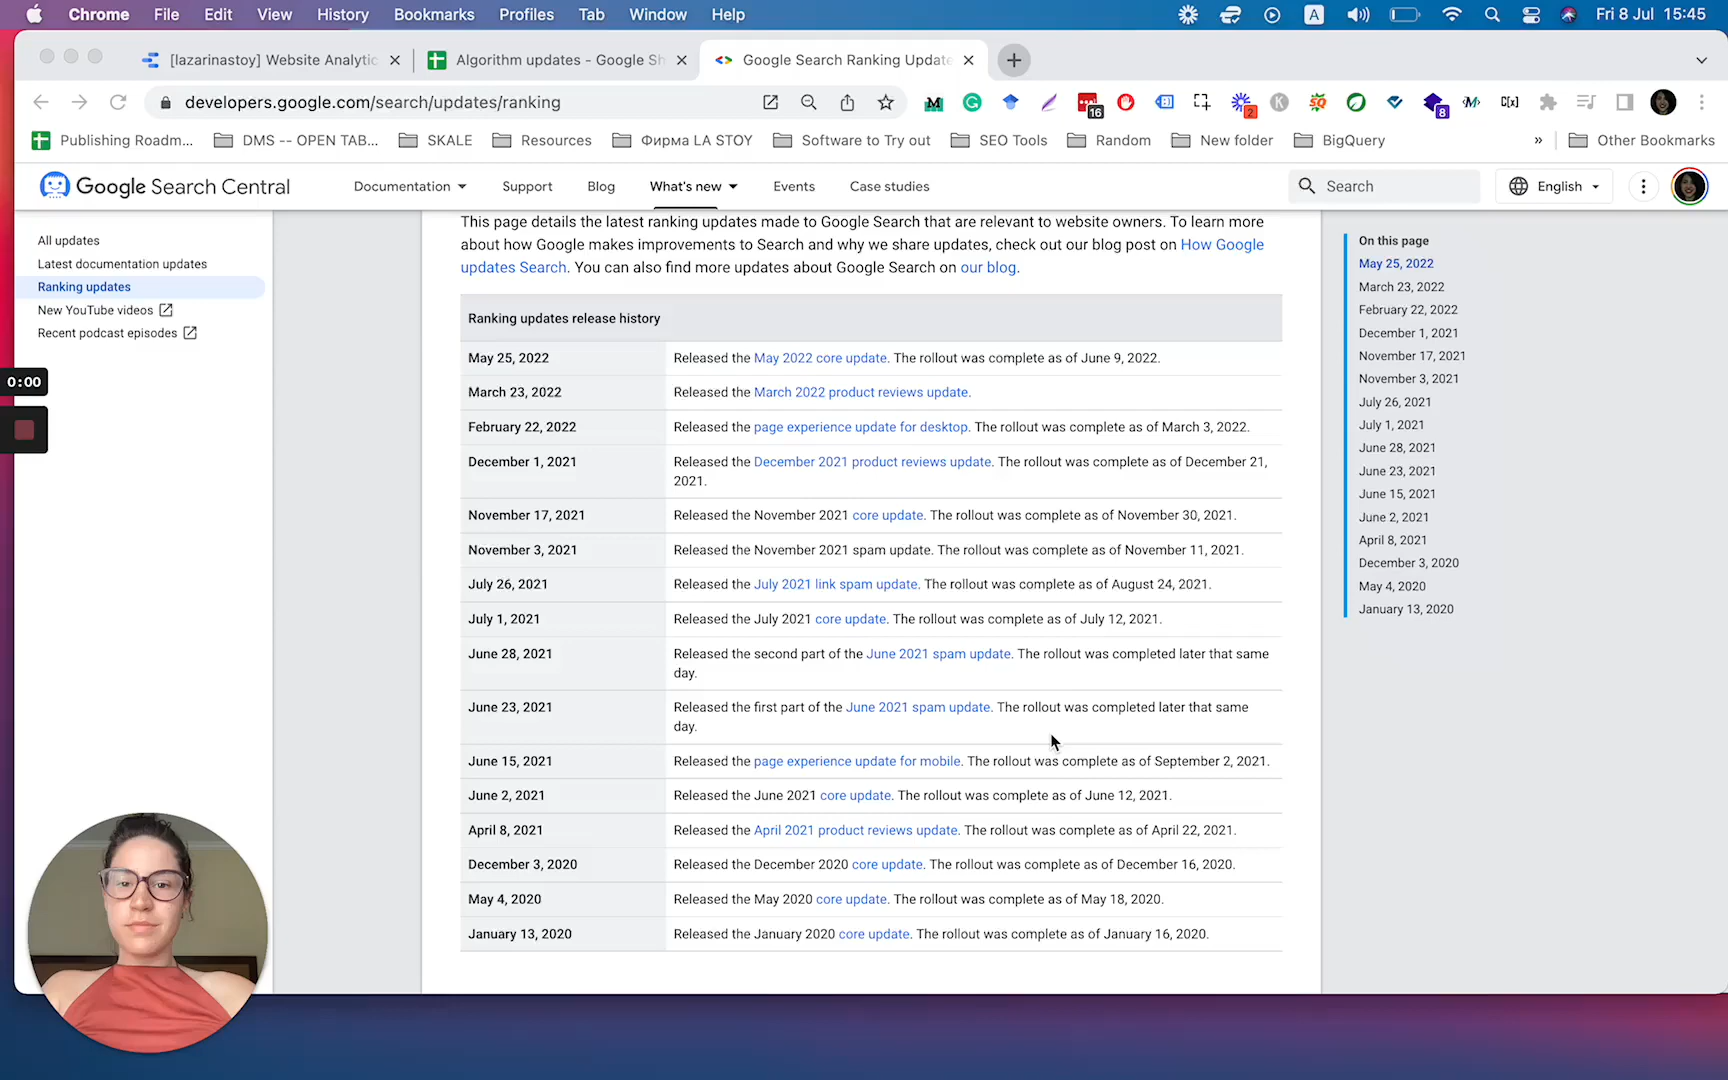 Chrome File Edit View History Bookmarks Profiles Tab Window Help A Fri 8 Jul 15:45
[lazarinastoy] Website Analytic Algorithm updates - Google Sh Google Search Ranking Update
developers.google.com/search/updates/ranking
Publishing Roadm... DMS -- OPEN TAB... SKALE Resources Фирма LA STOY Software to Try out SEO Tools Random New folder BigQuery » Other Bookmarks
Google Search Central Documentation Support Blog What's new Events Case studies Search English
All updates
Latest documentation updates
Ranking updates
New YouTube videos
Recent podcast episodes
0:00
This page details the latest ranking updates made to Google Search that are relevant to website owners. To learn more
about how Google makes improvements to Search and why we share updates, check out our blog post on How Google
updates Search. You can also find more updates about Google Search on our blog.
Ranking updates release history
May 25, 2022 Released the May 2022 core update. The rollout was complete as of June 9, 2022.
March 23, 2022 Released the March 2022 product reviews update.
February 22, 2022 Released the page experience update for desktop. The rollout was complete as of March 3, 2022.
December 1, 2021 Released the December 2021 product reviews update. The rollout was complete as of December 21,
2021.
November 17, 2021 Released the November 2021 core update. The rollout was complete as of November 30, 2021.
November 3, 2021 Released the November 2021 spam update. The rollout was complete as of November 11, 2021.
July 26, 2021 Released the July 2021 link spam update. The rollout was complete as of August 24, 2021.
July 1, 2021 Released the July 2021 core update. The rollout was complete as of July 12, 2021.
June 28, 2021 Released the second part of the June 2021 spam update. The rollout was completed later that same
day.
June 23, 2021 Released the first part of the June 2021 spam update. The rollout was completed later that same
day.
June 15, 2021 Released the page experience update for mobile. The rollout was complete as of September 2, 2021.
June 2, 2021 Released the June 2021 core update. The rollout was complete as of June 12, 2021.
April 8, 2021 Released the April 2021 product reviews update. The rollout was complete as of April 22, 2021.
December 3, 2020 Released the December 2020 core update. The rollout was complete as of December 16, 2020.
May 4, 2020 Released the May 2020 core update. The rollout was complete as of May 18, 2020.
January 13, 2020 Released the January 2020 core update. The rollout was complete as of January 16, 2020.
On this page
May 25, 2022
March 23, 2022
February 22, 2022
December 1, 2021
November 17, 2021
November 3, 2021
July 26, 2021
July 1, 2021
June 28, 2021
June 23, 2021
June 15, 2021
June 2, 2021
April 8, 2021
December 3, 2020
May 4, 2020
January 13, 2020